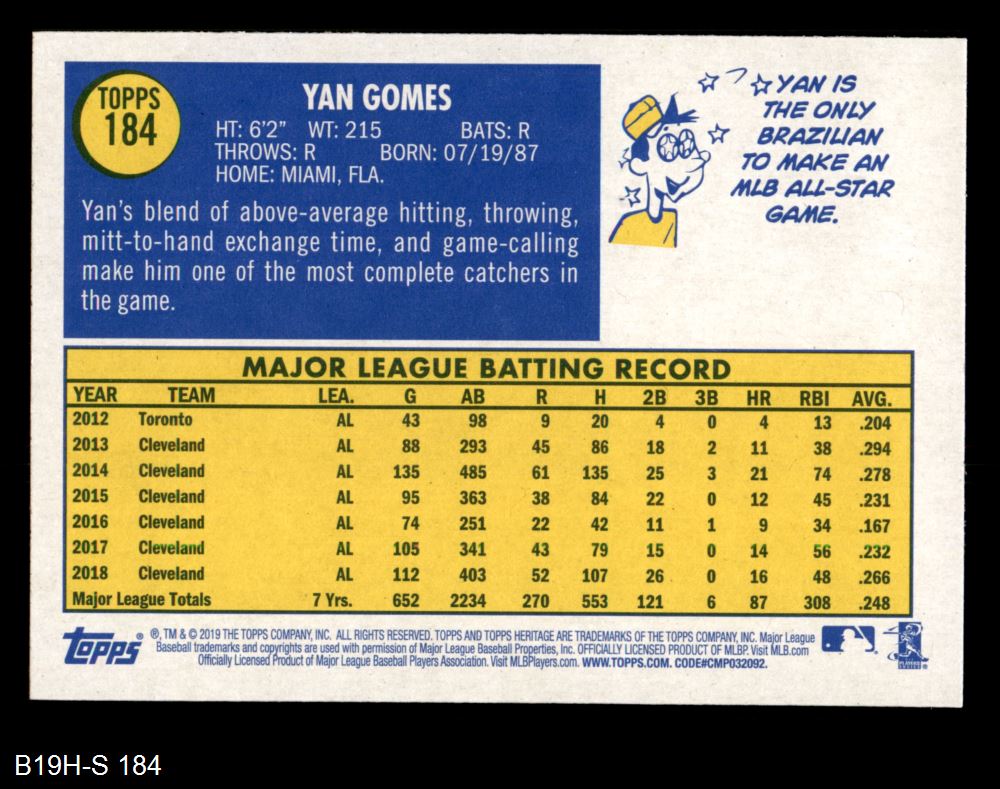 TOPPS
184
YAN GOMES
HT: 6'2" WT: 215 BATS: R
THROWS: R BORN: 07/19/87
HOME: MIAMI, FLA.
Yan's blend of above-average hitting, throwing,
mitt-to-hand exchange time, and game-calling
make him one of the most complete catchers in
the game.
YAN IS
THE ONLY
BRAZILIAN
TO MAKE AN
MLB ALL-STAR
GAME.
MAJOR LEAGUE BATTING RECORD
YEAR TEAM LEA. G AB R H 2B 3B HR RBI AVG.
2012 Toronto AL 43 98 9 20 4 0 4 13 .204
2013 Cleveland AL 88 293 45 86 18 2 11 38 .294
2014 Cleveland AL 135 485 61 135 25 3 21 74 .278
2015 Cleveland AL 95 363 38 84 22 0 12 45 .231
2016 Cleveland AL 74 251 22 42 11 1 9 34 .167
2017 Cleveland AL 105 341 43 79 15 0 14 56 .232
2018 Cleveland AL 112 403 52 107 26 0 16 48 .266
Major League Totals 7 Yrs. 652 2234 270 553 121 6 87 308 .248
topps
®, TM & © 2019 THE TOPPS COMPANY, INC. ALL RIGHTS RESERVED. TOPPS AND TOPPS HERITAGE ARE TRADEMARKS OF THE TOPPS COMPANY, INC. Major League
Baseball trademarks and copyrights are used with permission of Major League Baseball Properties, Inc. OFFICIALLY LICENSED PRODUCT OF MLBP. Visit MLB.com
Officially Licensed Product of Major League Baseball Players Association. Visit MLBPlayers.com. WWW.TOPPS.COM. CODE#CMP032092.
B19H-S 184